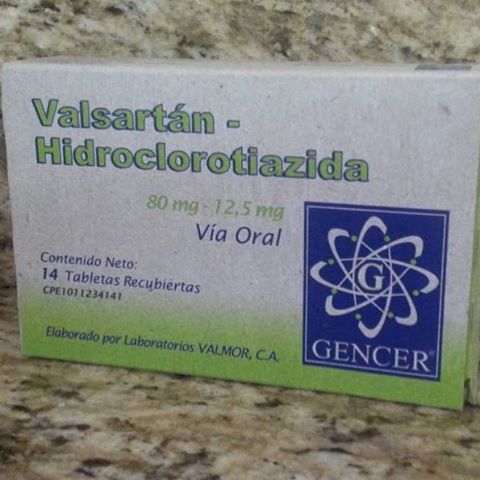 Valsartán -
Hidroclorotiazida
80 mg - 12,5 mg
Vía Oral
Contenido Neto:
14 Tabletas Recubiertas
CPE1011234141
Elaborado por Laboratorios VALMOR, C.A.
G
GENCER®